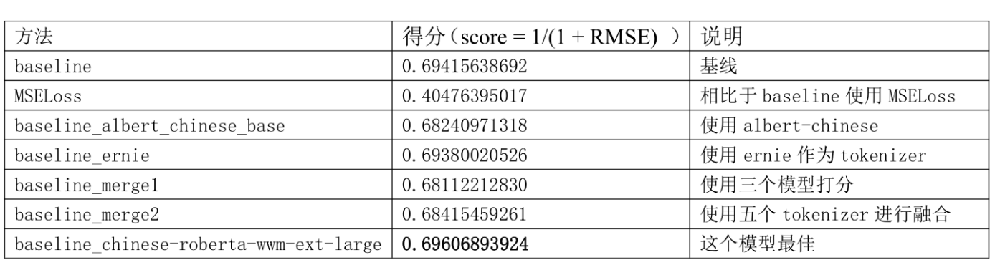 方法 得分（score = 1/(1 + RMSE) ） 说明
baseline 0.69415638692 基线
MSELoss 0.40476395017 相比于 baseline 使用 MSELoss
baseline_albert_chinese_base 0.68240971318 使用 albert-chinese
baseline_ernie 0.69380020526 使用 ernie 作为 tokenizer
baseline_merge1 0.68112212830 使用三个模型打分
baseline_merge2 0.68415459261 使用五个 tokenizer 进行融合
baseline_chinese-roberta-wwm-ext-large 0.69606893924 这个模型最佳